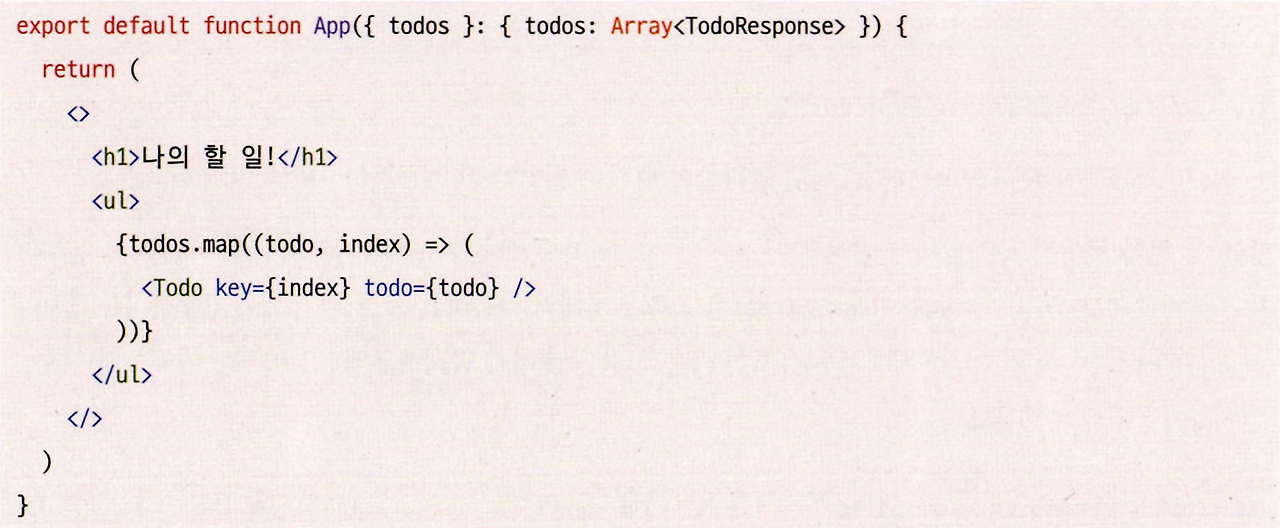 export default function App({ todos }: { todos: Array<TodoResponse> }) {
  return (
    <>
      <h1>나의 할 일!</h1>
      <ul>
        {todos.map((todo, index) => (
          <Todo key={index} todo={todo} />
        ))}
      </ul>
    </>
  )
}